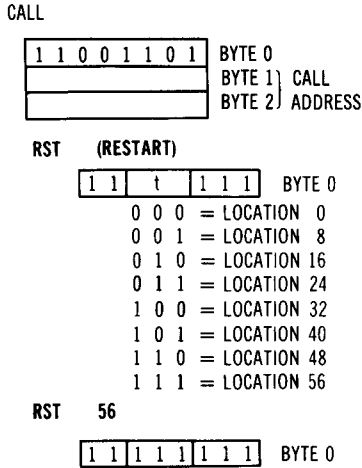 CALL
1 1 0 0 1 1 0 1 BYTE 0
BYTE 1 CALL
BYTE 2 ADDRESS
RST (RESTART)
1 1 t 1 1 1 BYTE 0
0 0 0 = LOCATION 0
0 0 1 = LOCATION 8
0 1 0 = LOCATION 16
0 1 1 = LOCATION 24
1 0 0 = LOCATION 32
1 0 1 = LOCATION 40
1 1 0 = LOCATION 48
1 1 1 = LOCATION 56
RST 56
1 1 1 1 1 1 1 1 BYTE 0